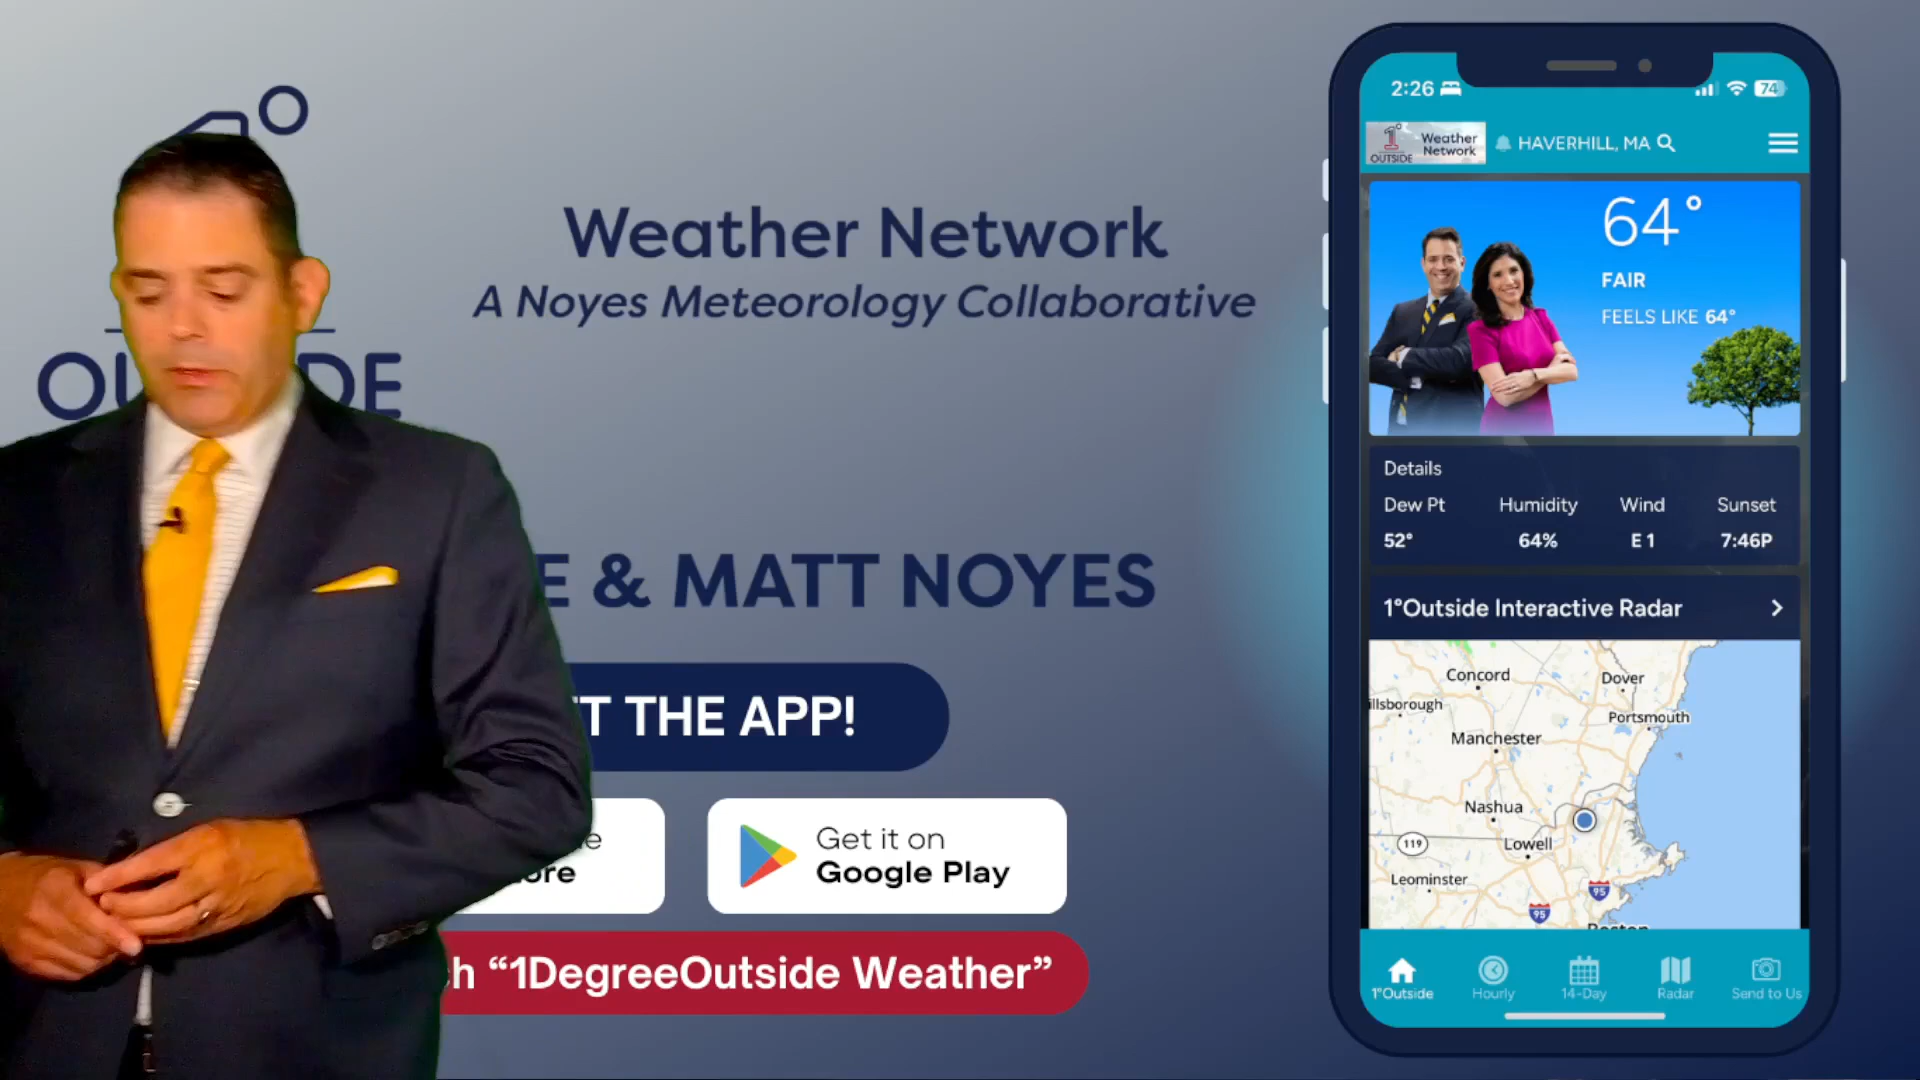 Weather Network
A Noyes Meteorology Collaborative
& MATT NOYES
THE APP!
Get it on
Google Play
“1DegreeOutside Weather”
2:26
74
1°
OUTSIDE
Weather
Network
HAVERHILL, MA
64°
FAIR
FEELS LIKE 64°
Details
Dew Pt Humidity Wind Sunset
52° 64% E 1 7:46P
1°Outside Interactive Radar
Concord
Dover
Portsmouth
Manchester
Nashua
119
Lowell
Leominster
95
95
1°Outside Hourly 14-Day Radar Send to Us